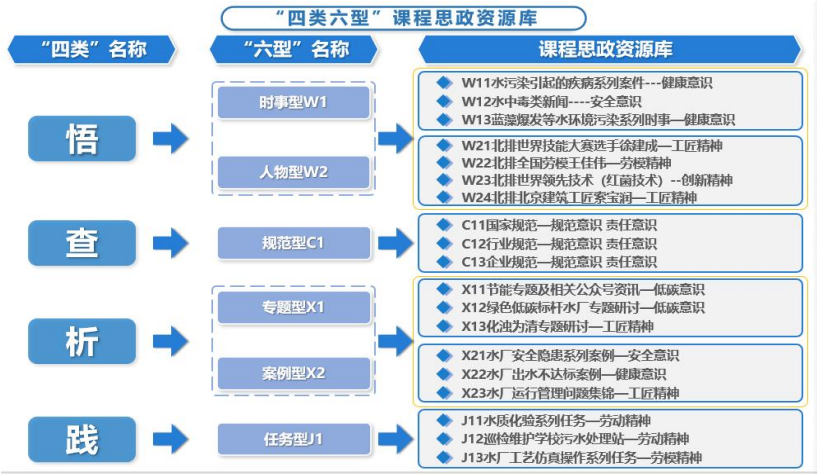 “四类六型”课程思政资源库
“四类”名称
“六型”名称
课程思政资源库
悟
时事型W1
人物型W2
W11水污染引起的疾病系列案件---健康意识
W12水中毒类新闻----安全意识
W13蓝藻爆发等水环境污染系列时事—健康意识
W21北排世界技能大赛选手徐建成—工匠精神
W22北排全国劳模王佳伟—劳模精神
W23北排世界领先技术（红菌技术）--创新精神
W24北排北京建筑工匠案宝润—工匠精神
查
规范型C1
C11国家规范—规范意识 责任意识
C12行业规范—规范意识 责任意识
C13企业规范—规范意识 责任意识
析
专题型X1
案例型X2
X11节能专题及相关公众号资讯—低碳意识
X12绿色低碳标杆水厂专题研讨—低碳意识
X13化浊为清专题研讨—工匠精神
X21水厂安全隐患系列案例—安全意识
X22水厂出水不达标案例—健康意识
X23水厂运行管理问题集锦—工匠精神
践
任务型J1
J11水质化验系列任务—劳动精神
J12巡检维护学校污水处理站—劳动精神
J13水厂工艺仿真操作系列任务—劳模精神